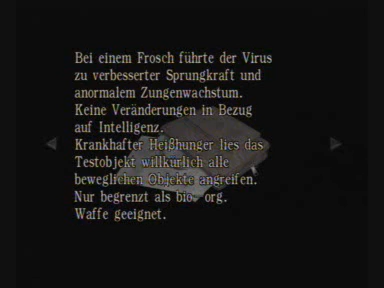 Bei einem Frosch führte der Virus
zu verbesserter Sprungkraft und
anormalem Zungenwachstum.
Keine Veränderungen in Bezug
auf Intelligenz.
Krankhafter Heißhunger lies das
Testobjekt willkürlich alle
beweglichen Objekte angreifen.
Nur begrenzt als bio. org.
Waffe geeignet.